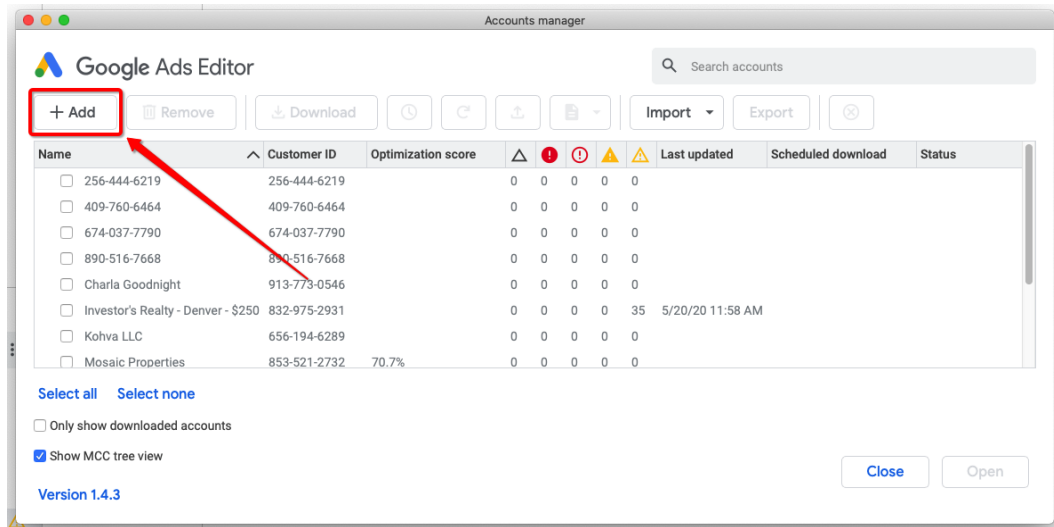 Accounts manager
Google Ads Editor
Search accounts
+ Add Remove Download Import Export
Name Customer ID Optimization score Last updated Scheduled download Status
256-444-6219 256-444-6219 0 0 0 0 0
409-760-6464 409-760-6464 0 0 0 0 0
674-037-7790 674-037-7790 0 0 0 0 0
890-516-7668 890-516-7668 0 0 0 0 0
Charla Goodnight 913-773-0546 0 0 0 0 0
Investor's Realty - Denver - $250 832-975-2931 0 0 0 0 35 5/20/20 11:58 AM
Kohva LLC 656-194-6289 0 0 0 0 0
Mosaic Properties 853-521-2732 70.7% 0 0 0 0 0
Select all Select none
Only show downloaded accounts
Show MCC tree view
Close Open
Version 1.4.3